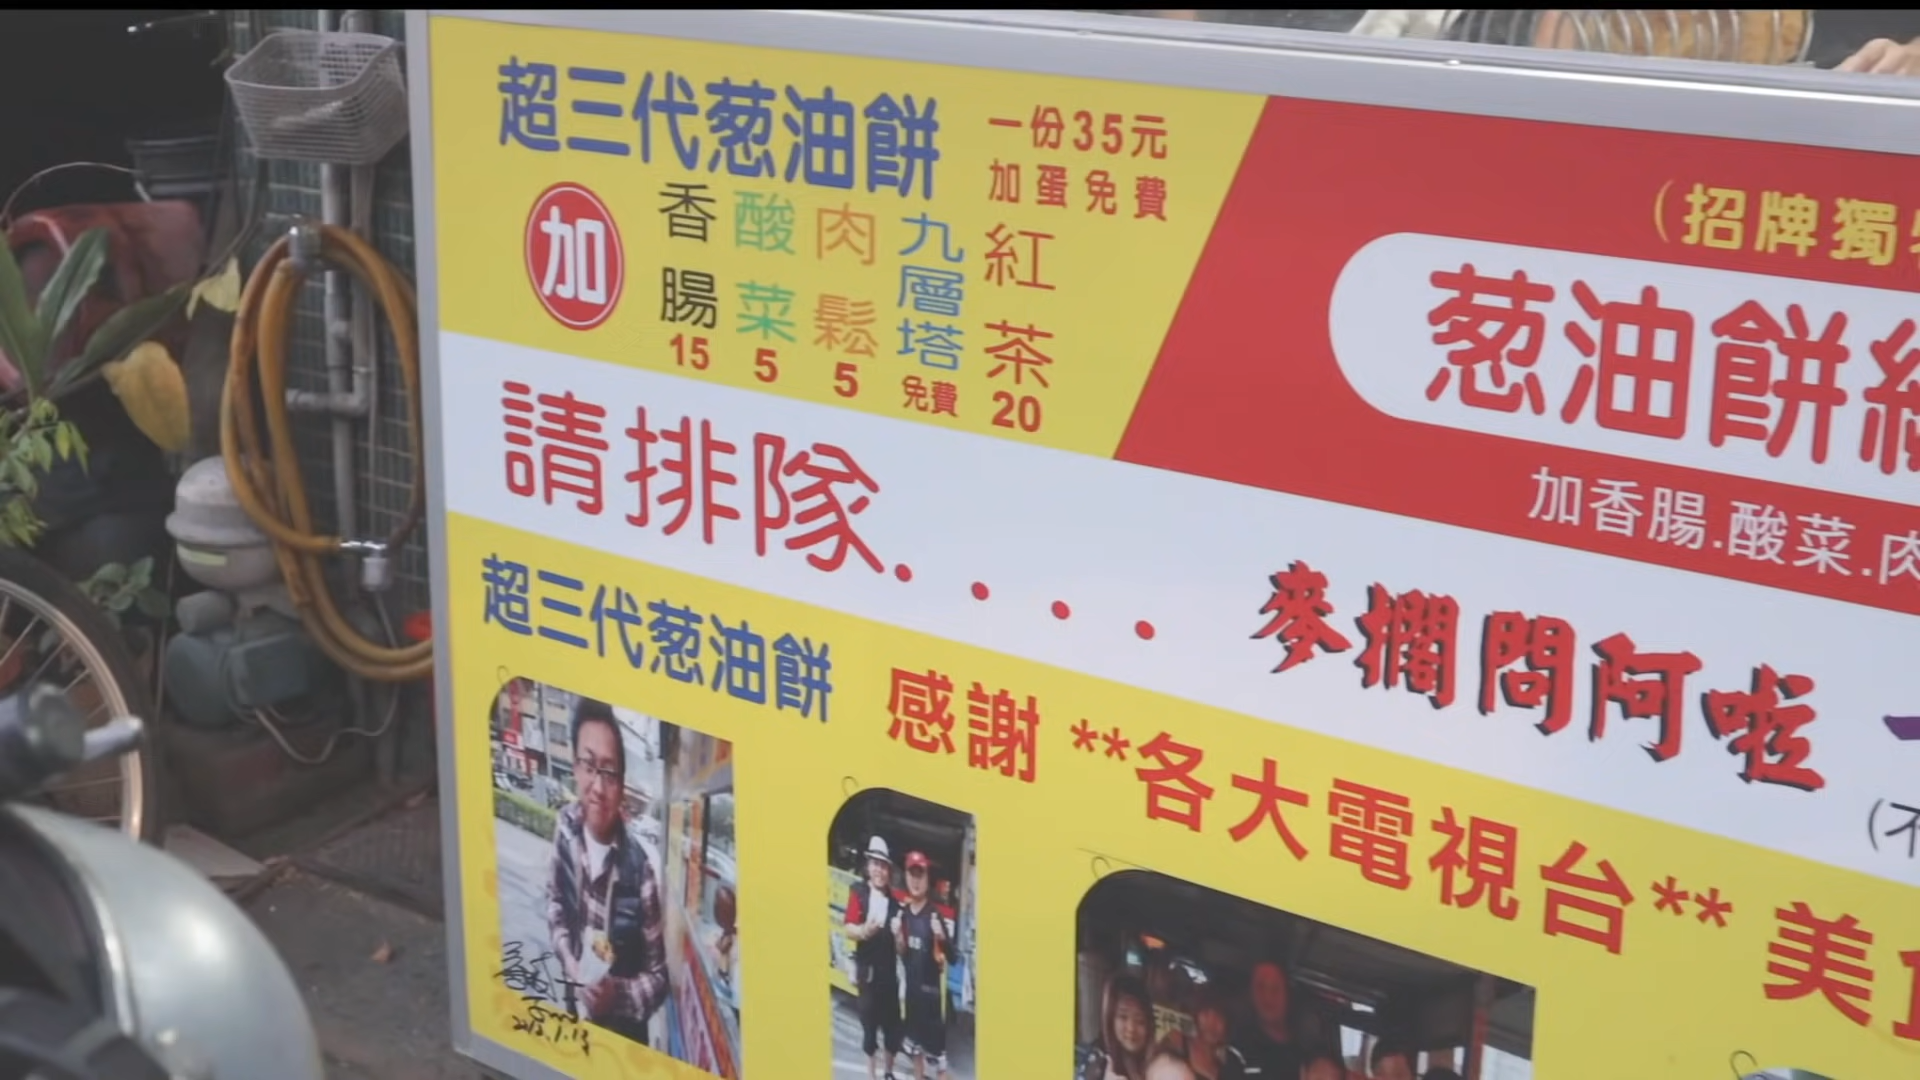 超三代葱油餅
一份35元
加蛋免費
加
香腸 15
酸菜 5
肉鬆 5
九層塔 免費
紅茶 20
(招牌獨
葱油餅
加香腸.酸菜.肉
請排隊....
麥擱問阿啦
(不
超三代葱油餅
感謝 **各大電視台** 美